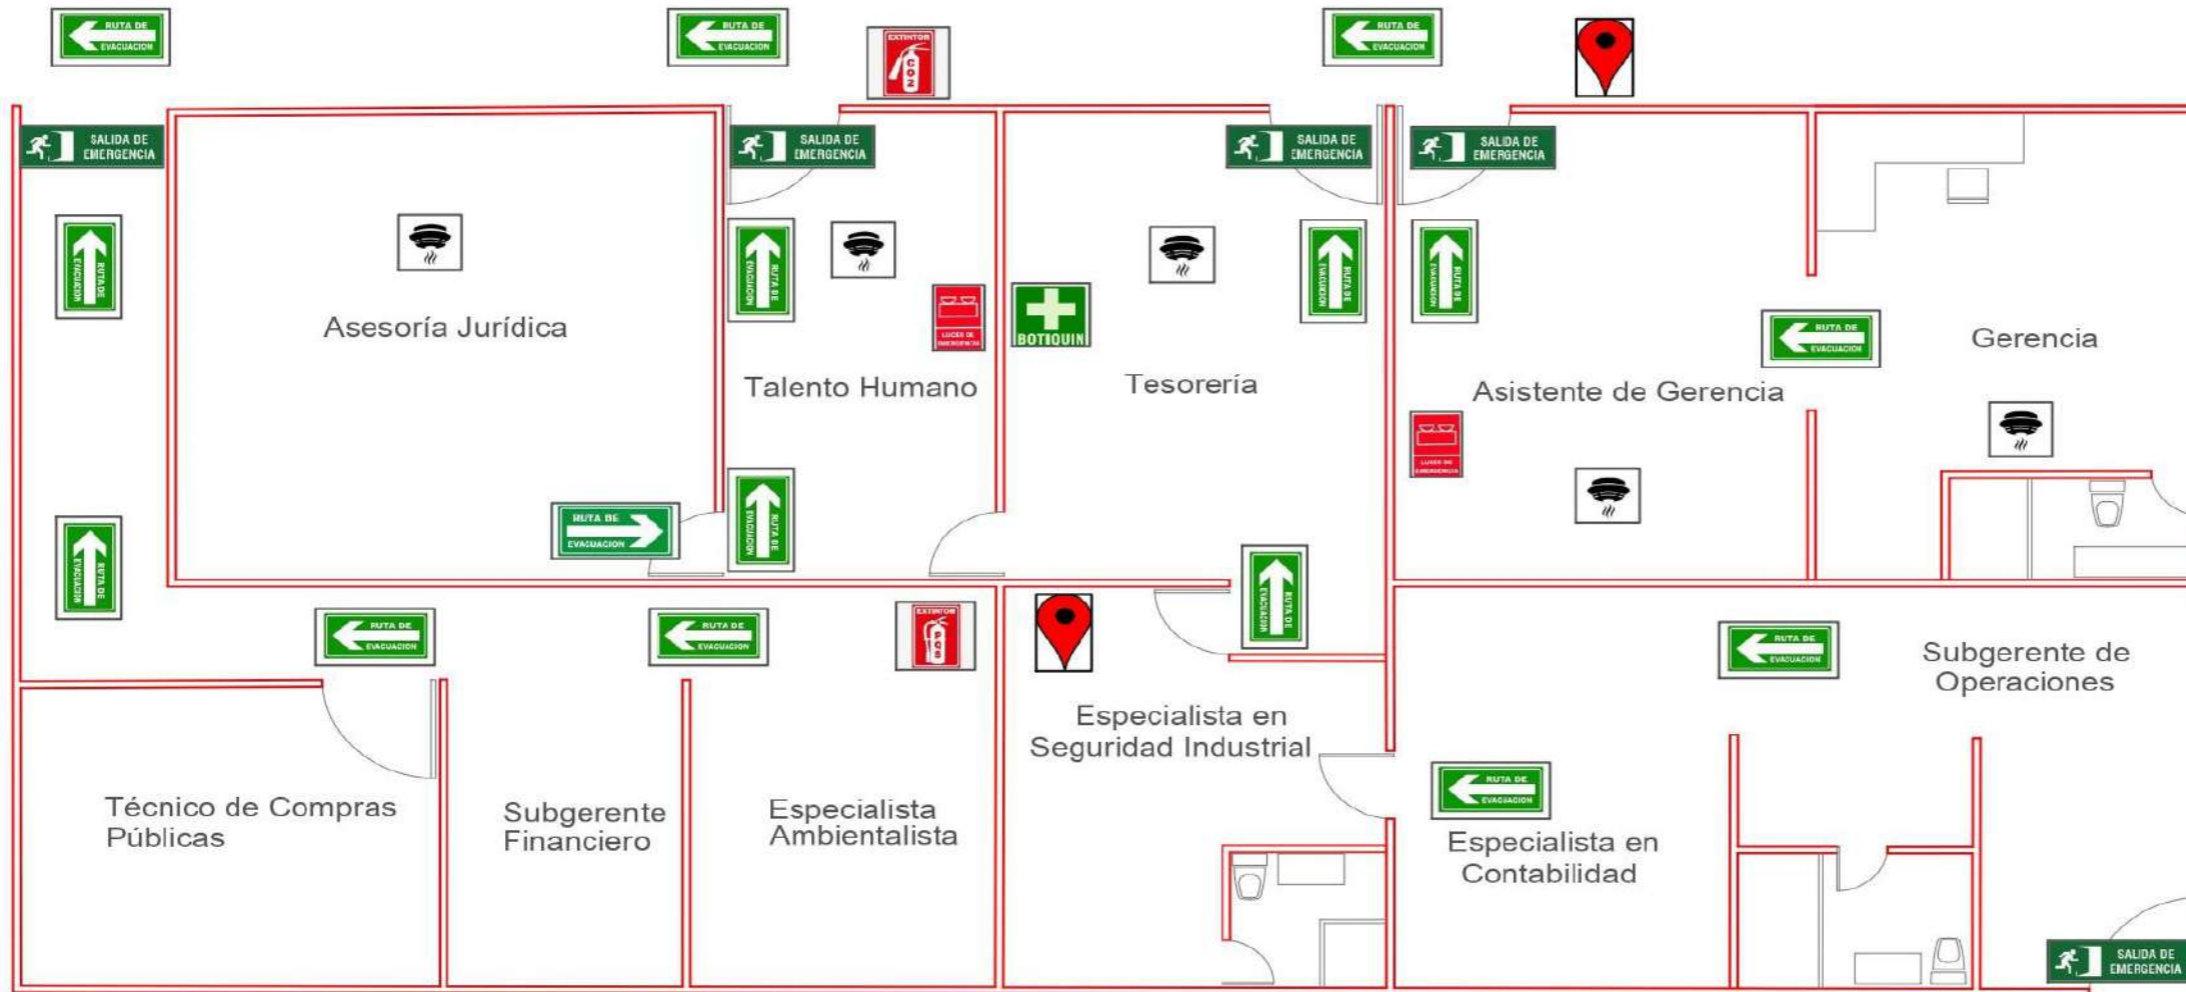 RUTA DE
EVACUACION
RUTA DE
EVACUACION
RUTA DE
EVACUACION
EXTINTOR
CO2
SALIDA DE
EMERGENCIA
SALIDA DE
EMERGENCIA
SALIDA DE
EMERGENCIA
SALIDA DE
EMERGENCIA
RUTA DE
EVACUACION
RUTA DE
EVACUACION
RUTA DE
EVACUACION
RUTA DE
EVACUACION
LUCES DE
EMERGENCIA
BOTIQUIN
RUTA DE
EVACUACION
Asesoría Jurídica
Talento Humano
Tesorería
Asistente de Gerencia
Gerencia
LUCES DE
EMERGENCIA
RUTA DE
EVACUACION
RUTA DE
EVACUACION
RUTA DE
EVACUACION
RUTA DE
EVACUACION
RUTA DE
EVACUACION
RUTA DE
EVACUACION
EXTINTOR
PQS
RUTA DE
EVACUACION
Subgerente de
Operaciones
Especialista en
Seguridad Industrial
RUTA DE
EVACUACION
Técnico de Compras
Públicas
Subgerente
Financiero
Especialista
Ambientalista
Especialista en
Contabilidad
SALIDA DE
EMERGENCIA